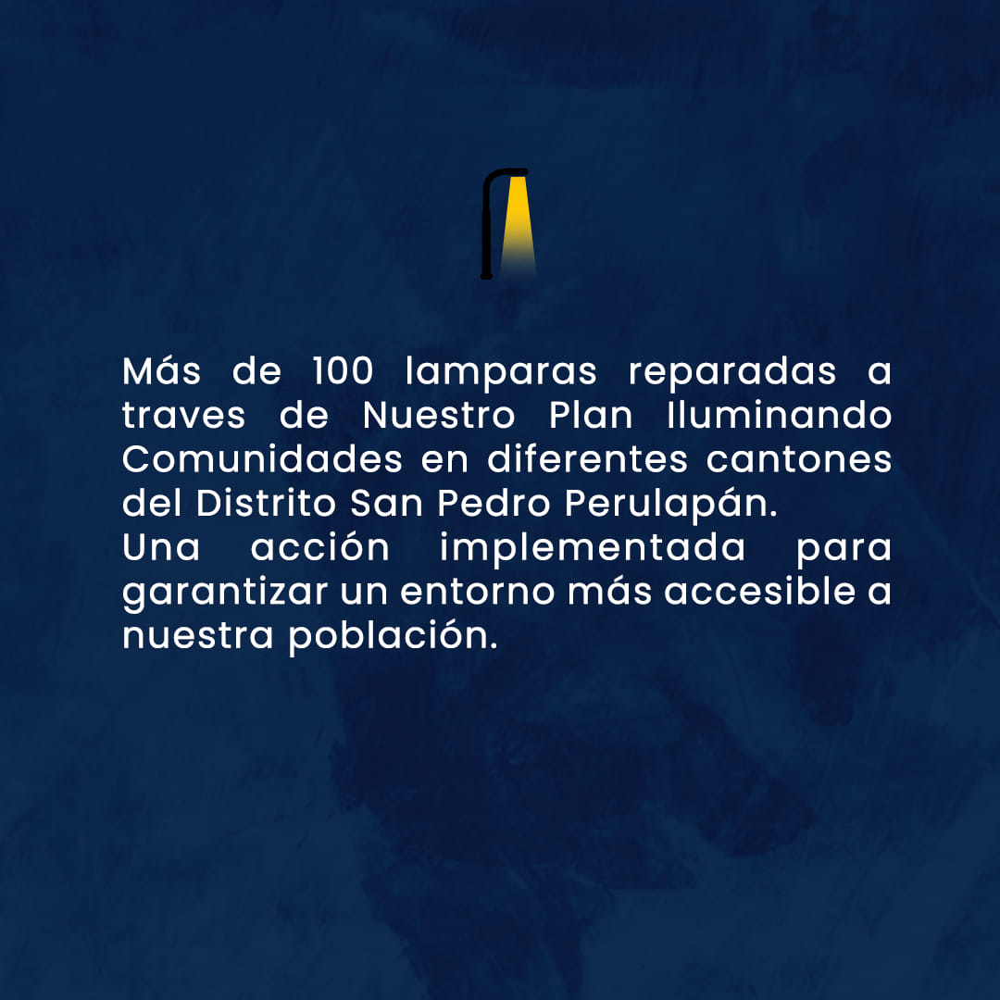 Más de 100 lamparas reparadas a
traves de Nuestro Plan Iluminando
Comunidades en diferentes cantones
del Distrito San Pedro Perulapán.
Una acción implementada para
garantizar un entorno más accesible a
nuestra población.